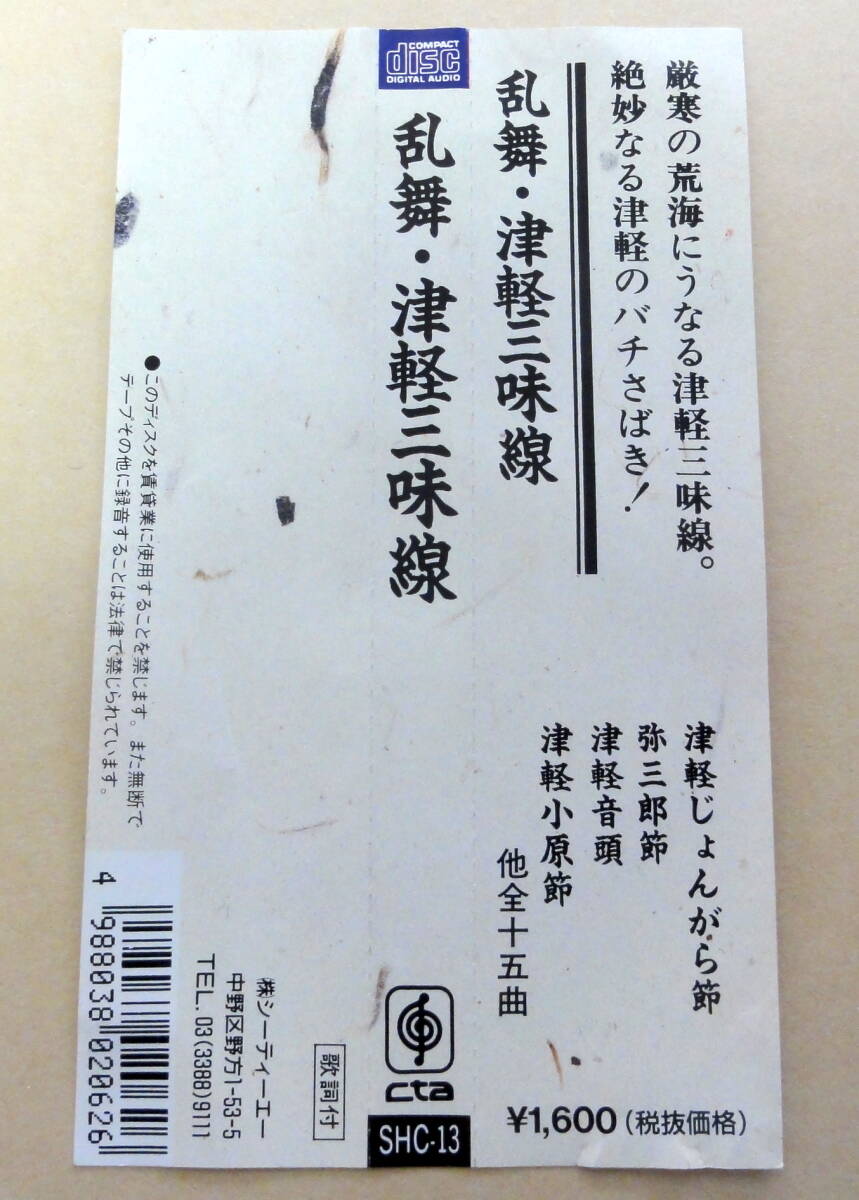 厳寒の荒海にうなる津軽三味線。
絶妙なる津軽のバチさばき!
乱舞・津軽三味線
津軽じょんがら節
弥三郎節
津軽音頭
津軽小原節
他全十五曲
¥1,600(税抜価格)
COMPACT
disc
DIGITAL AUDIO
乱舞・津軽三味線
cta
SHC-13
歌詞付
●このディスクを賃貸業に使用することを禁じます。また無断で
テープその他に録音することは法律で禁じられています。
㈱シーティーエー
中野区野方1-53-5
TEL.03(3388)9111
4 988038 020626